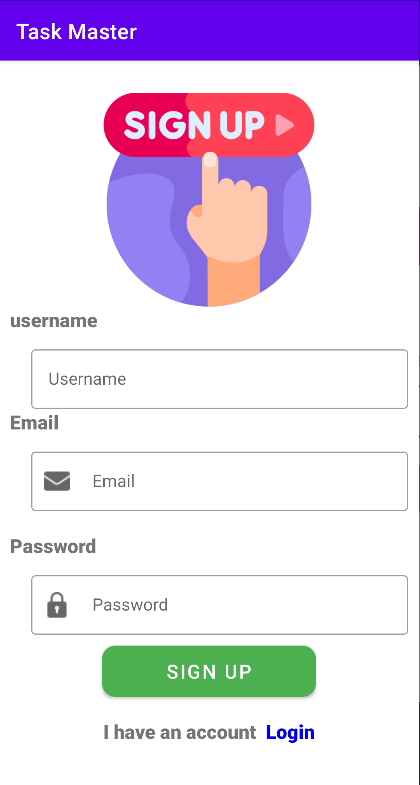 Task Master
SIGN UP
username
Username
Email
Email
Password
Password
SIGN UP
I have an account Login